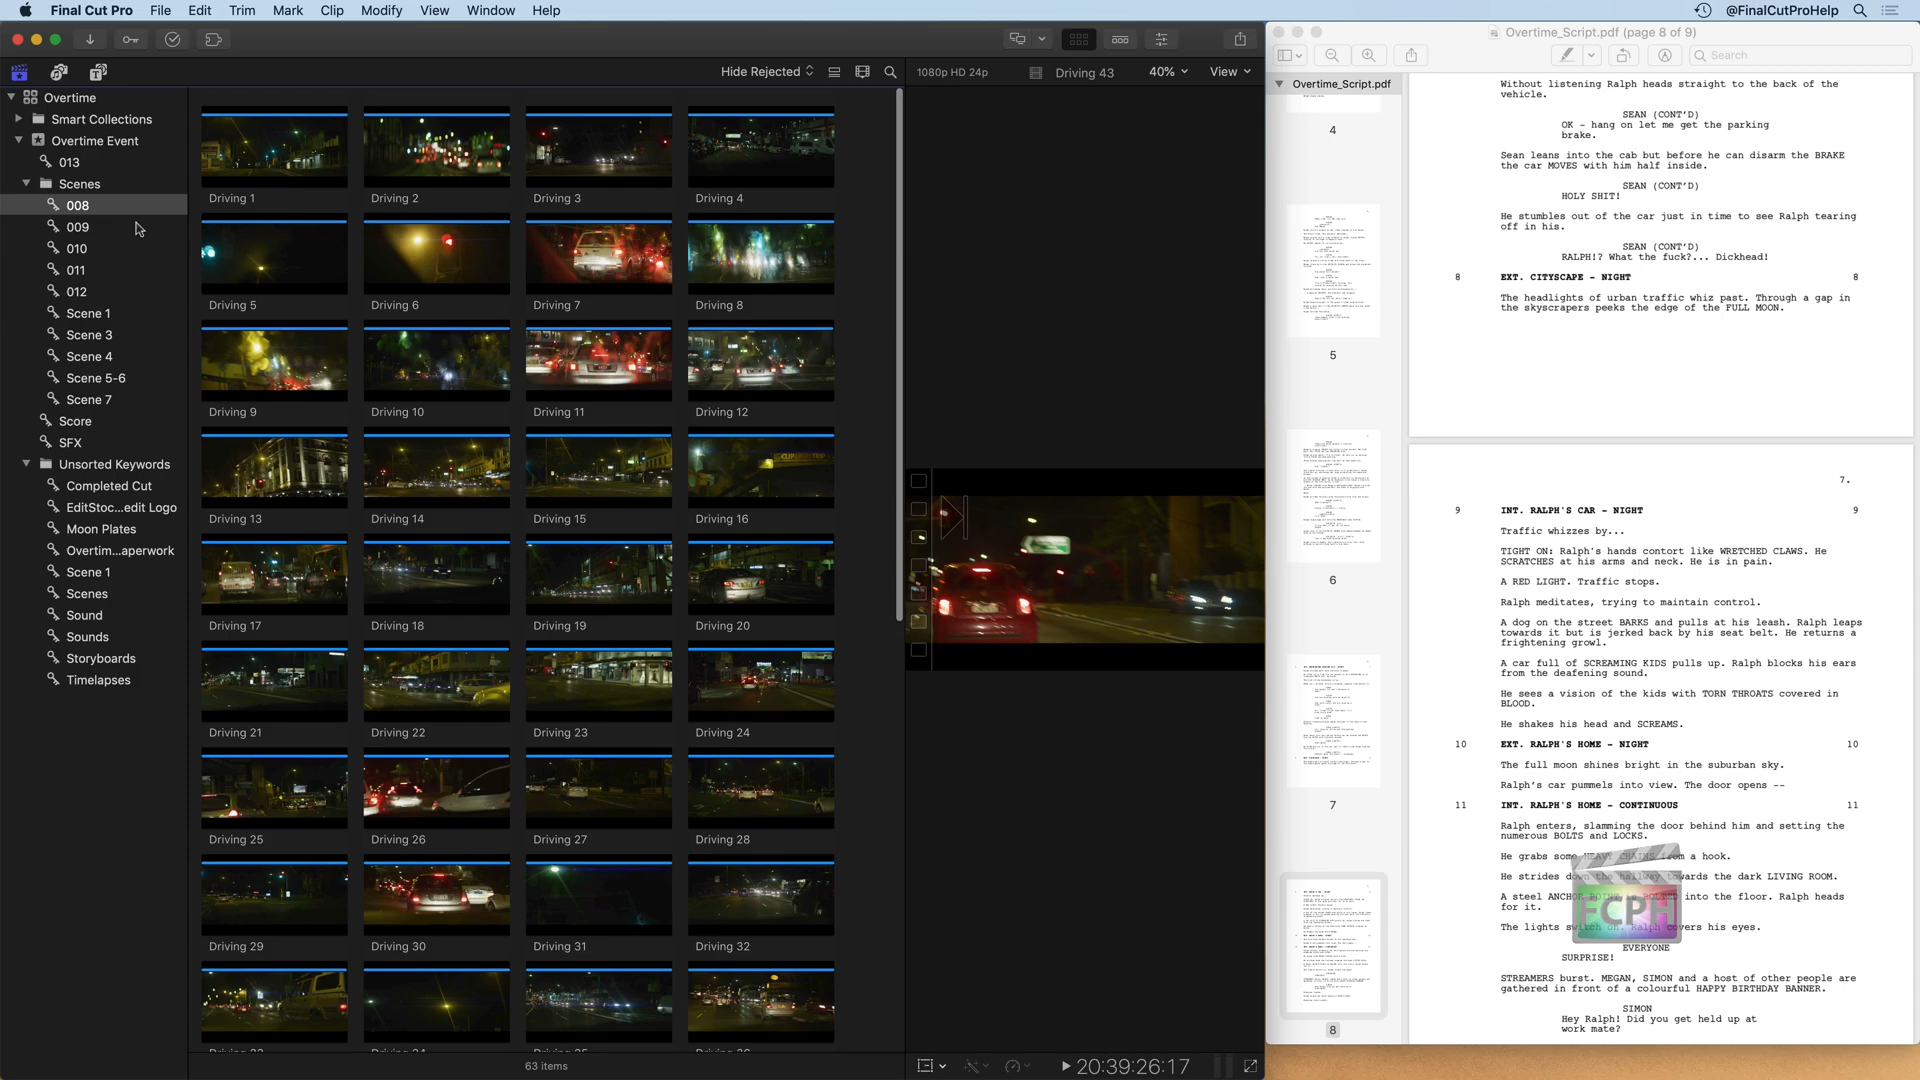 Final Cut Pro File Edit Trim Mark Clip Modify View Window Help @FinalCutProHelp
Hide Rejected
1080p HD 24p Driving 43 40% View
Overtime
Smart Collections
Overtime Event
013
Scenes
008
009
010
011
012
Scene 1
Scene 3
Scene 4
Scene 5-6
Scene 7
Score
SFX
Unsorted Keywords
Completed Cut
EditStoc...edit Logo
Moon Plates
Overtim...aperwork
Scene 1
Scenes
Sound
Sounds
Storyboards
Timelapses
Driving 1 Driving 2 Driving 3 Driving 4
Driving 5 Driving 6 Driving 7 Driving 8
Driving 9 Driving 10 Driving 11 Driving 12
Driving 13 Driving 14 Driving 15 Driving 16
Driving 17 Driving 18 Driving 19 Driving 20
Driving 21 Driving 22 Driving 23 Driving 24
Driving 25 Driving 26 Driving 27 Driving 28
Driving 29 Driving 30 Driving 31 Driving 32
63 items
20:39:26:17
Overtime_Script.pdf (page 8 of 9)
Search
Overtime_Script.pdf
4
5
6
7
8
Without listening Ralph heads straight to the back of the
vehicle.
SEAN (CONT'D)
OK - hang on let me get the parking
brake.
Sean leans into the cab but before he can disarm the BRAKE
the car MOVES with him half inside.
SEAN (CONT'D)
HOLY SHIT!
He stumbles out of the car just in time to see Ralph tearing
off in his.
SEAN (CONT'D)
RALPH!? What the fuck?... Dickhead!
8 EXT. CITYSCAPE - NIGHT 8
The headlights of urban traffic whiz past. Through a gap in
the skyscrapers peeks the edge of the FULL MOON.
7.
9 INT. RALPH'S CAR - NIGHT 9
Traffic whizzes by...
TIGHT ON: Ralph's hands contort like WRETCHED CLAWS. He
SCRATCHES at his arms and neck. He is in pain.
A RED LIGHT. Traffic stops.
Ralph meditates, trying to maintain control.
A dog on the street BARKS and pulls at his leash. Ralph leaps
towards it but is jerked back by his seat belt. He returns a
frightening growl.
A car full of SCREAMING KIDS pulls up. Ralph blocks his ears
from the deafening sound.
He sees a vision of the kids with TORN THROATS covered in
BLOOD.
He shakes his head and SCREAMS.
10 EXT. RALPH'S HOME - NIGHT 10
The full moon shines bright in the suburban sky.
Ralph's car pummels into view. The door opens --
11 INT. RALPH'S HOME - CONTINUOUS 11
Ralph enters, slamming the door behind him and setting the
numerous BOLTS and LOCKS.
He grabs some HEAVY CHAINS from a hook.
He strides down the hallway towards the dark LIVING ROOM.
A steel ANCHOR POINT is BOLTED into the floor. Ralph heads
for it.
The lights switch on. Ralph covers his eyes.
FCPH
EVERYONE
SURPRISE!
STREAMERS burst. MEGAN, SIMON and a host of other people are
gathered in front of a colourful HAPPY BIRTHDAY BANNER.
SIMON
Hey Ralph! Did you get held up at
work mate?